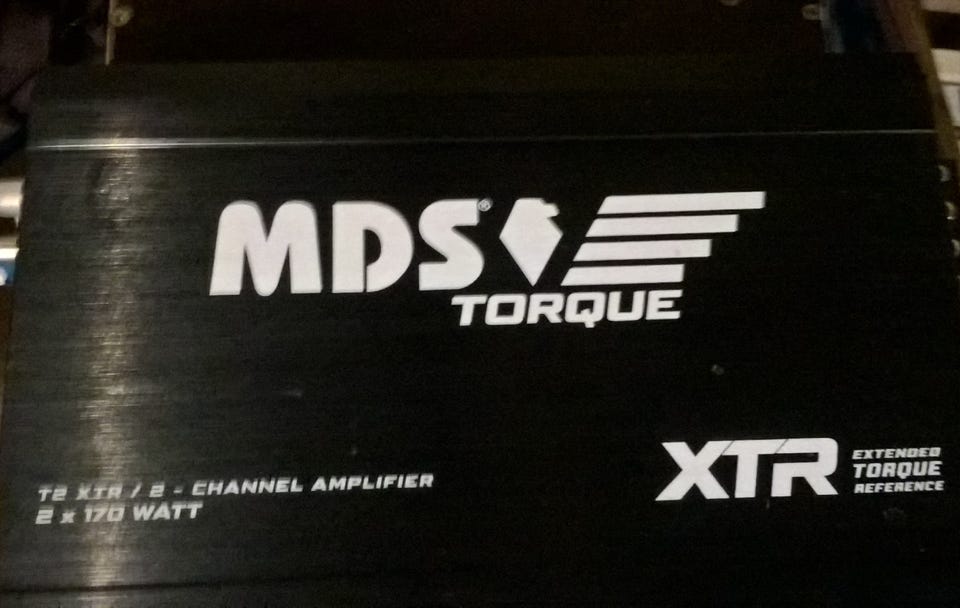 MDS®
TORQUE
T2 XTR / 2 - CHANNEL AMPLIFIER
2 x 170 WATT
XTR
EXTENDED
TORQUE
REFERENCE